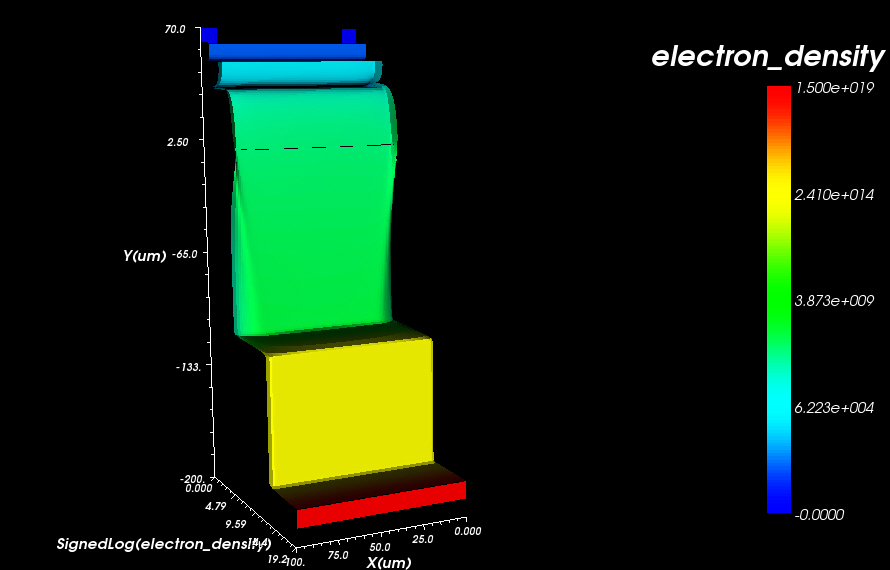 70.0
electron_density
1.500e+019
2.50
2.410e+014
Y(um)
-65.0
3.873e+009
-133.
6.223e+004
-200.
0.000
4.79
-0.0000
9.59
0.000
25.0
SignedLog(electron_density)
14.4
50.0
75.0
19.2
100.
X(um)